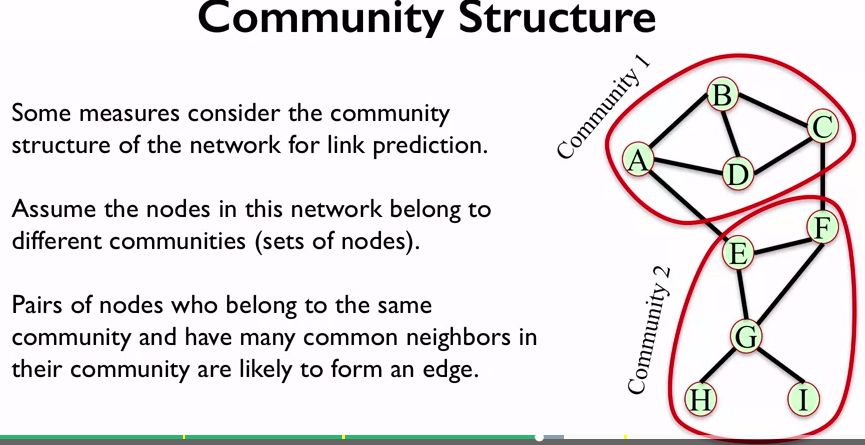 Community Structure
Some measures consider the community
structure of the network for link prediction.
Assume the nodes in this network belong to
different communities (sets of nodes).
Pairs of nodes who belong to the same
community and have many common neighbors in
their community are likely to form an edge.
Community 1
B
C
A
D
F
E
Community 2
G
H
I